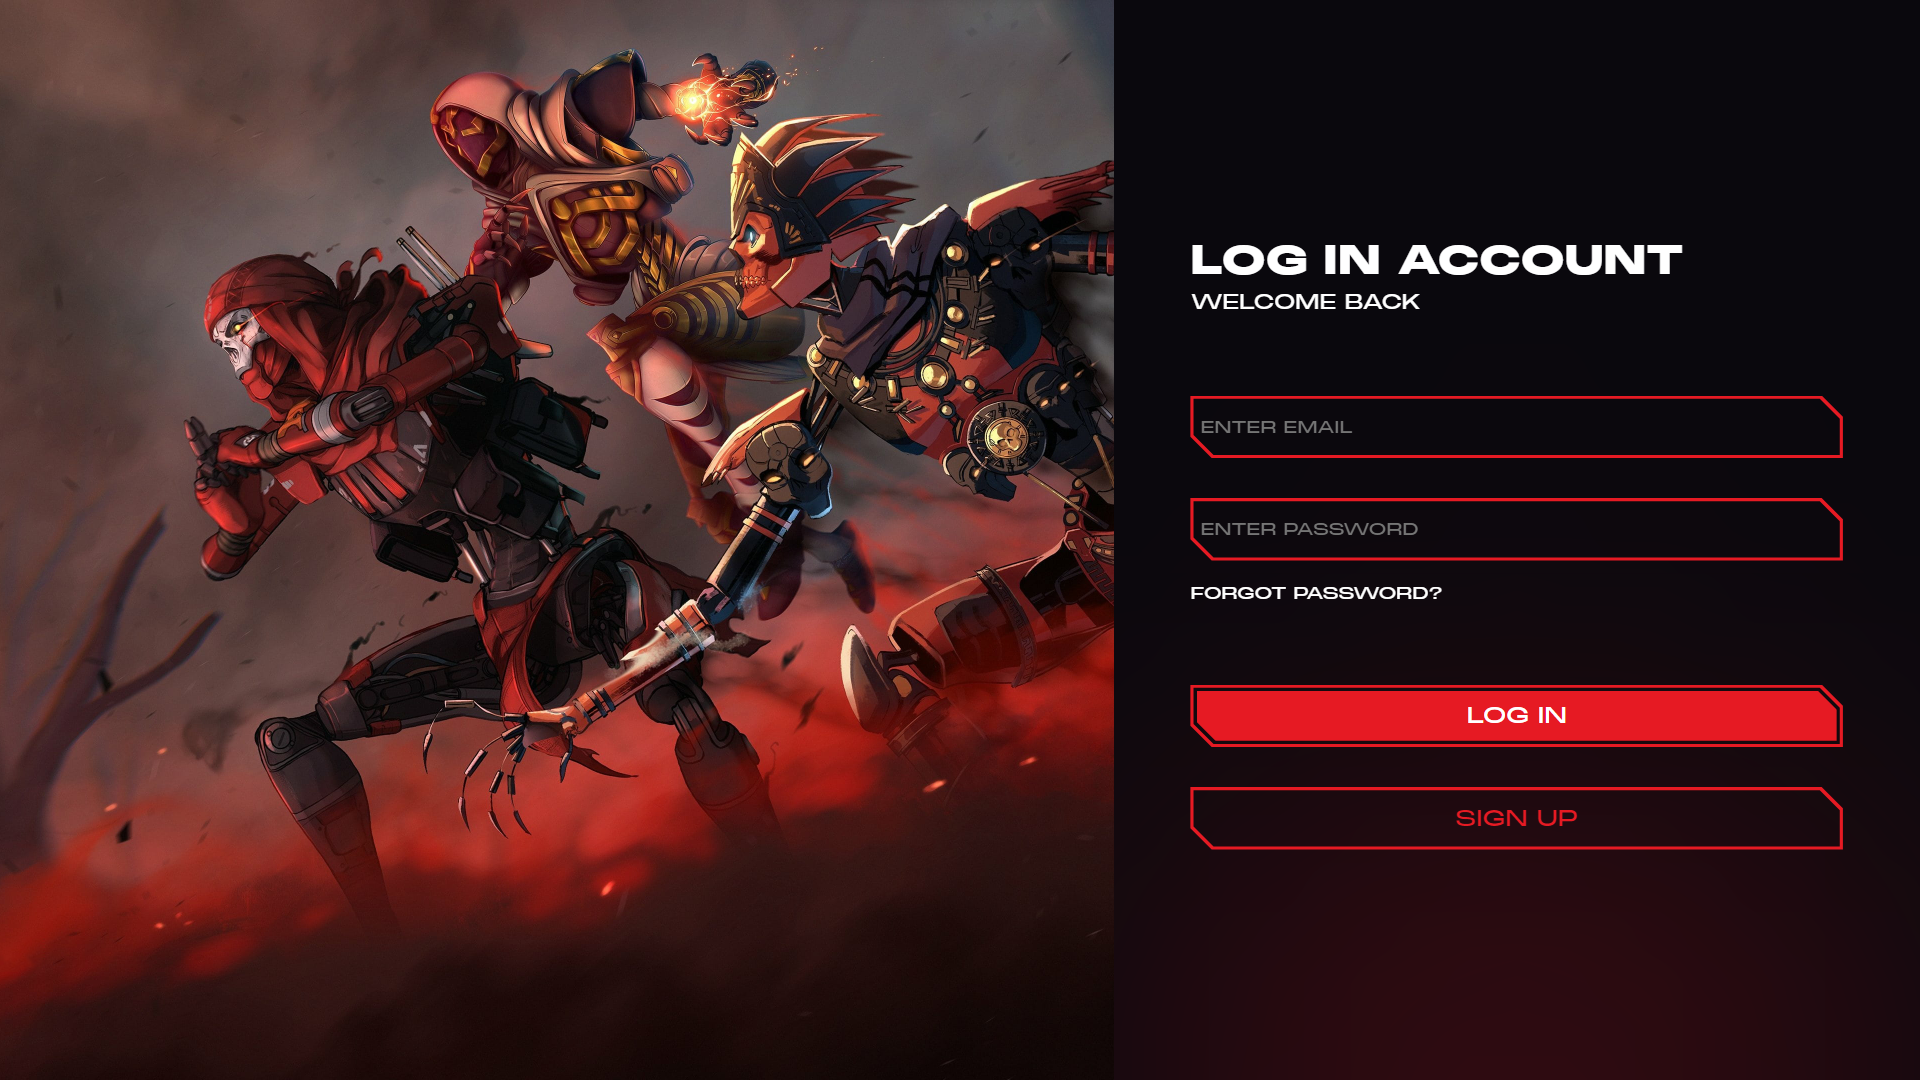 LOG IN ACCOUNT
WELCOME BACK
ENTER EMAIL
ENTER PASSWORD
FORGOT PASSWORD?
LOG IN
SIGN UP